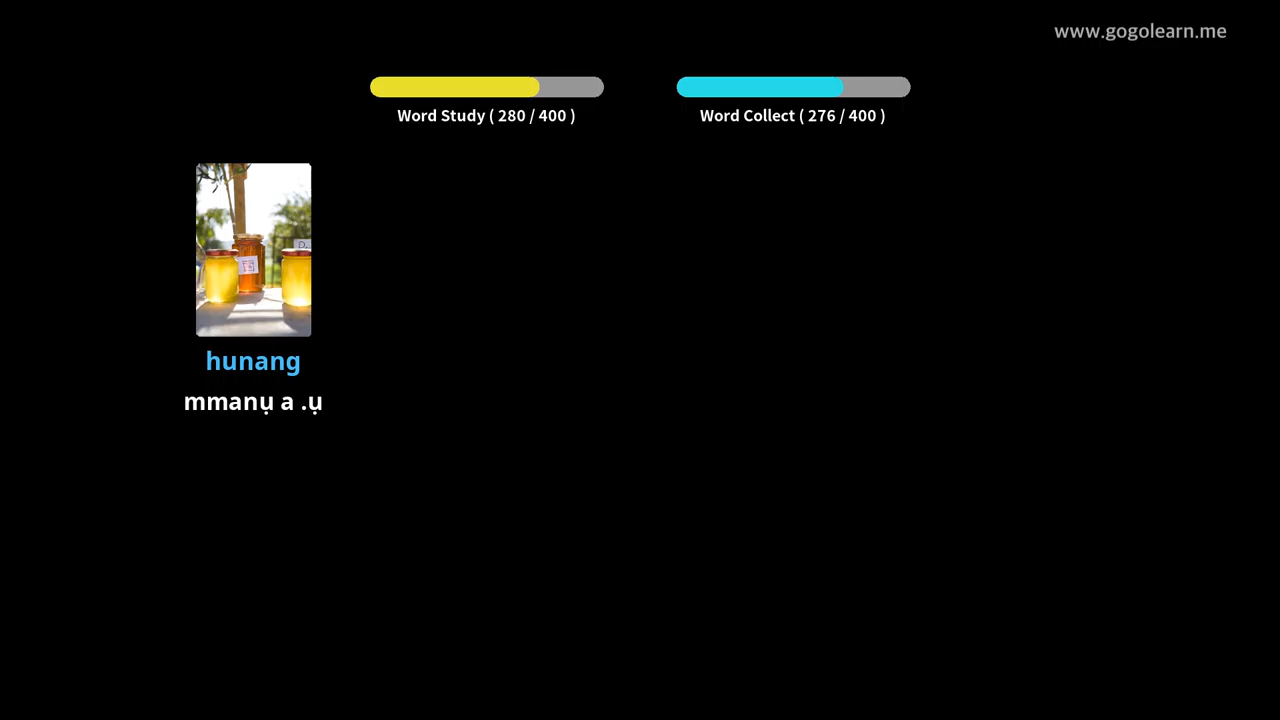 www.gogolearn.me
Word Study ( 280 / 400 )
Word Collect ( 276 / 400 )
D.
hunang
mmanụ a .ụ